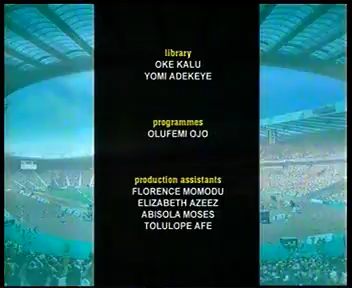 library
OKE KALU
YOMI ADEKEYE
programmes
OLUFEMI OJO
production assistants
FLORENCE MOMODU
ELIZABETH AZEEZ
ABISOLA MOSES
TOLULOPE AFE